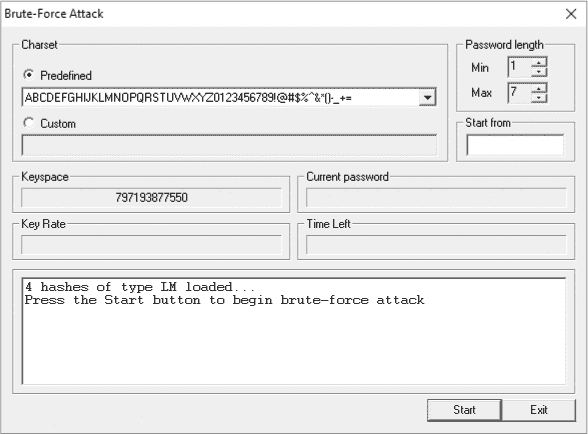 Brute-Force Attack
Charset
Predefined
ABCDEFGHIJKLMNOPQRSTUVWXYZ0123456789!@#$%^&*()-_+=
Custom
Password length
Min 1
Max 7
Start from
Keyspace
797193877550
Current password
Key Rate
Time Left
4 hashes of type LM loaded...
Press the Start button to begin brute-force attack
Start
Exit